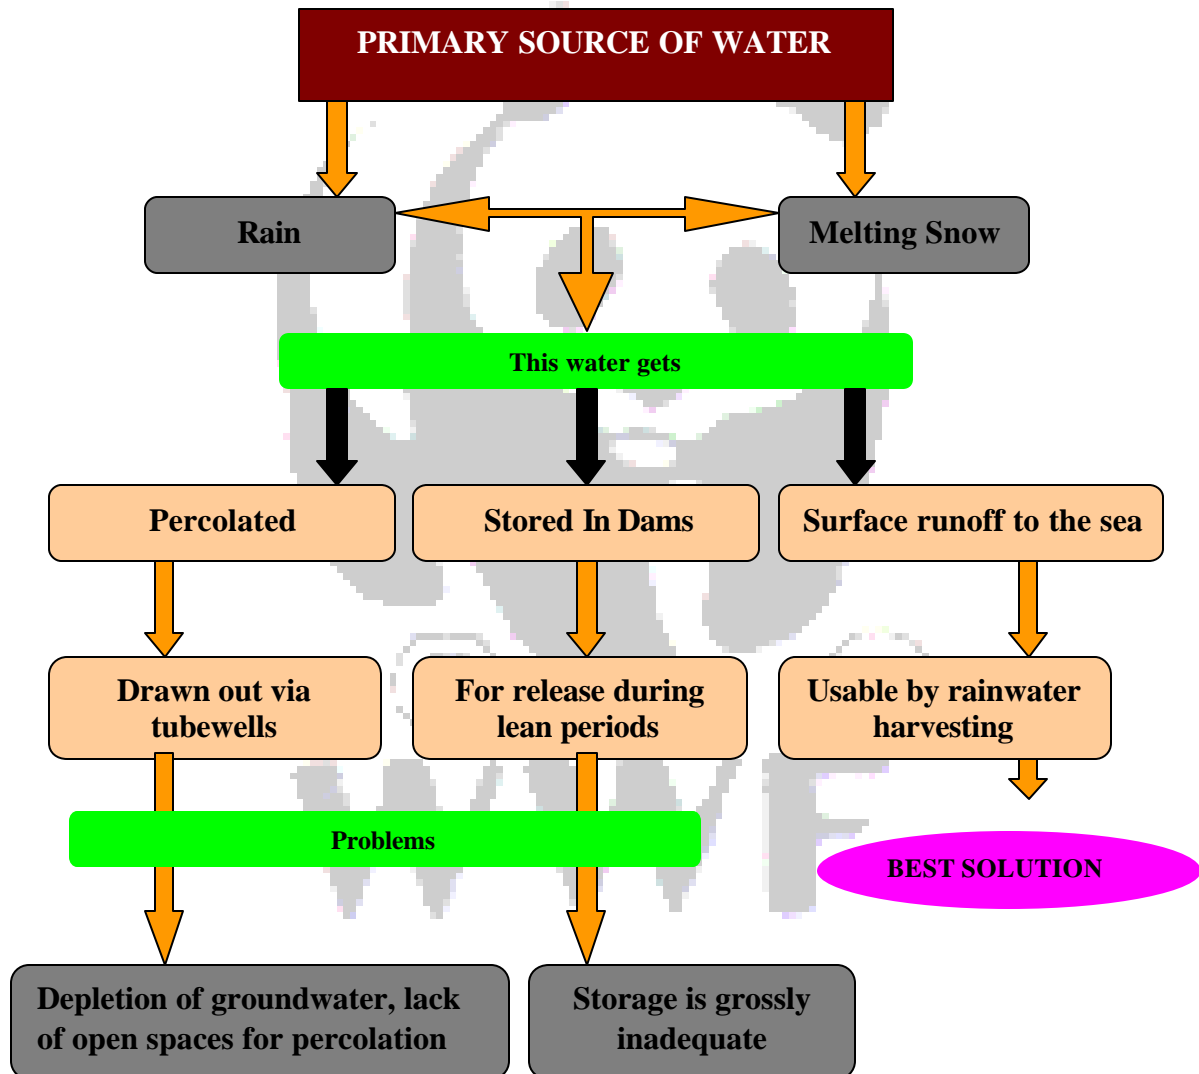 PRIMARY SOURCE OF WATER
Rain
Melting Snow
This water gets
Percolated
Stored In Dams
Surface runoff to the sea
Drawn out via
tubewells
For release during
lean periods
Usable by rainwater
harvesting
Problems
BEST SOLUTION
Depletion of groundwater, lack
of open spaces for percolation
Storage is grossly
inadequate
WWF